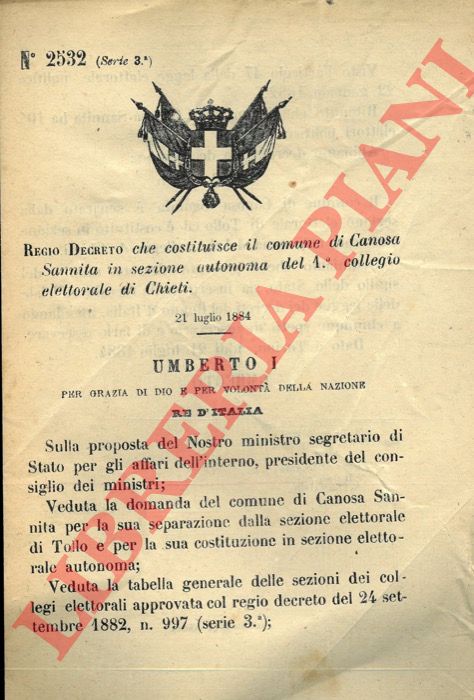 N° 2532 (Serie 3.ª)
REGIO DECRETO che costituisce il comune di Canosa
Sannita in sezione autonoma del 1.° collegio
elettorale di Chieti.
21 luglio 1884
UMBERTO I
PER GRAZIA DI DIO E PER VOLONTÀ DELLA NAZIONE
RE D'ITALIA
Sulla proposta del Nostro ministro segretario di
Stato per gli affari dell'interno, presidente del con-
siglio dei ministri;
Veduta la domanda del comune di Canosa San-
nita per la sua separazione dalla sezione elettorale
di Tollo e per la sua costituzione in sezione eletto-
rale autonoma;
Veduta la tabella generale delle sezioni dei col-
legi elettorali approvata col regio decreto del 24 set-
tembre 1882, n. 997 (serie 3.ª);
LIBRERIA PIANI